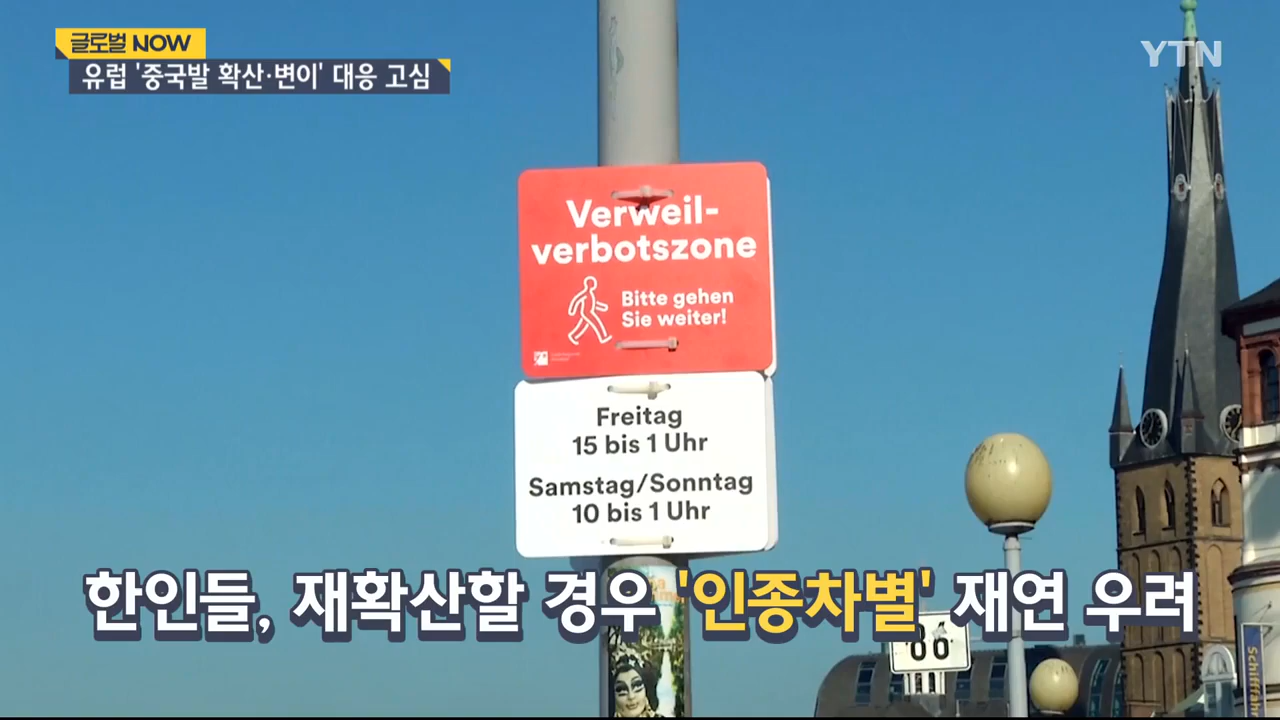 글로벌 NOW
유럽 '중국발 확산·변이' 대응 고심
YTN
Verweil-
verbotszone
Bitte gehen
Sie weiter!
Freitag
15 bis 1 Uhr
Samstag/Sonntag
10 bis 1 Uhr
한인들, 재확산할 경우 '인종차별' 재연 우려